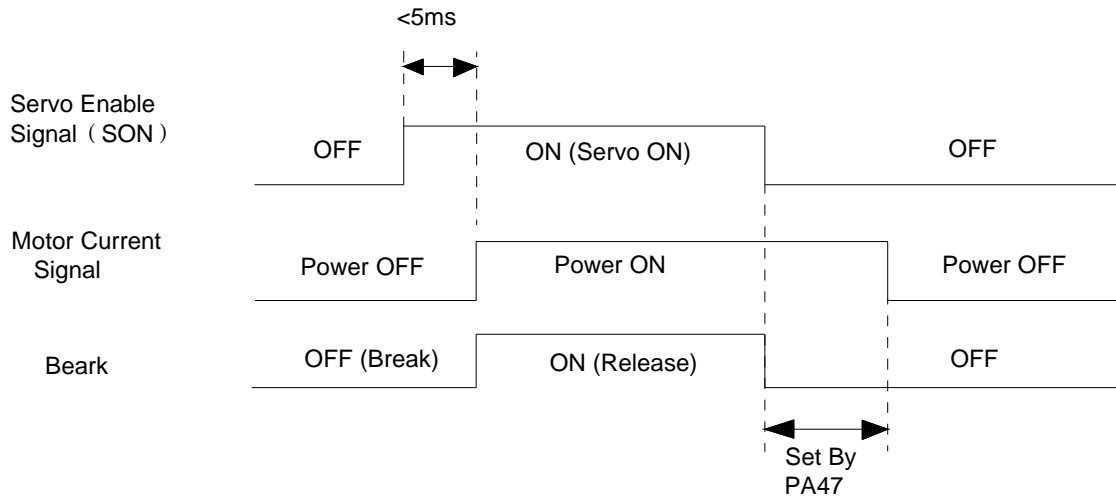 <5ms
Servo Enable
Signal（SON）
OFF
ON (Servo ON)
OFF
Motor Current
Signal
Power OFF
Power ON
Power OFF
Beark
OFF (Break)
ON (Release)
OFF
Set By
PA47